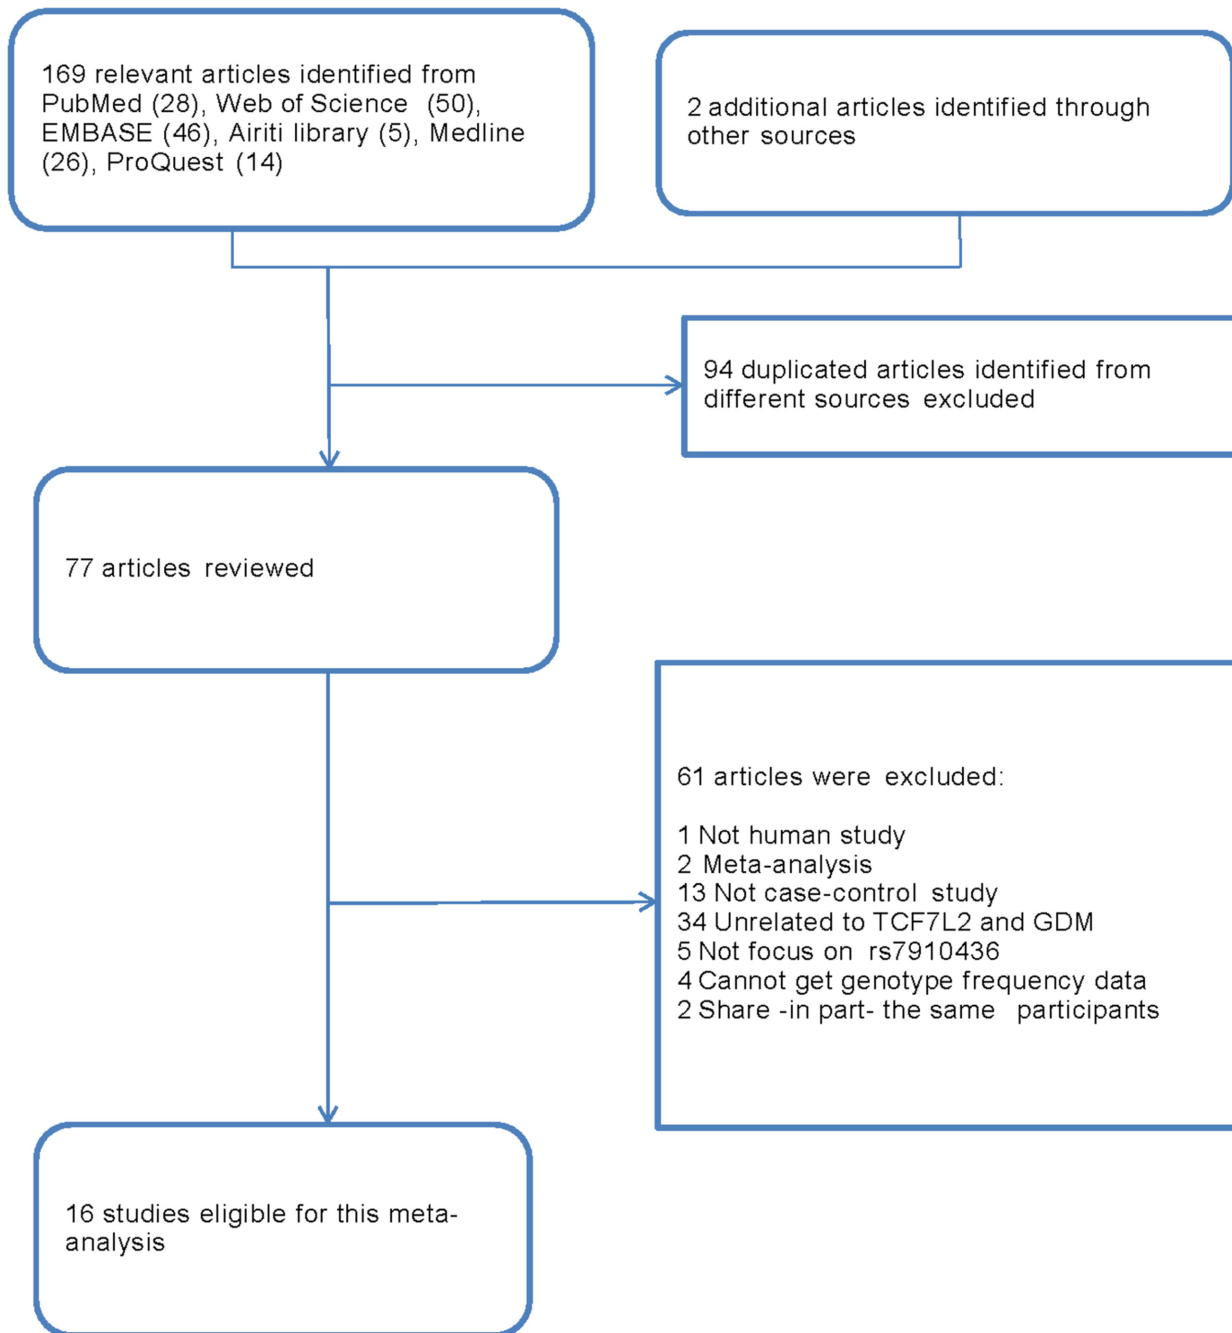 169 relevant articles identified from
PubMed (28), Web of Science (50),
EMBASE (46), Airiti library (5), Medline
(26), ProQuest (14)
2 additional articles identified through
other sources
94 duplicated articles identified from
different sources excluded
77 articles reviewed
61 articles were excluded:
1 Not human study
2 Meta-analysis
13 Not case-control study
34 Unrelated to TCF7L2 and GDM
5 Not focus on rs7910436
4 Cannot get genotype frequency data
2 Share -in part- the same participants
16 studies eligible for this meta-
analysis